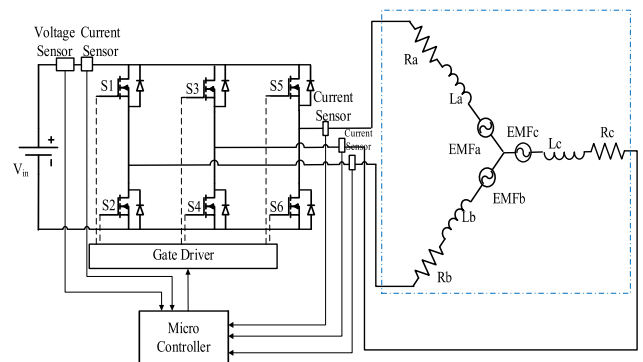 Voltage Sensor
Current Sensor
S1
S3
S5
Current Sensor
Current Sensor
+
Vin
S2
S4
S6
Gate Driver
Micro Controller
Ra
La
EMFa
EMFc
Lc
Rc
EMFb
Lb
Rb